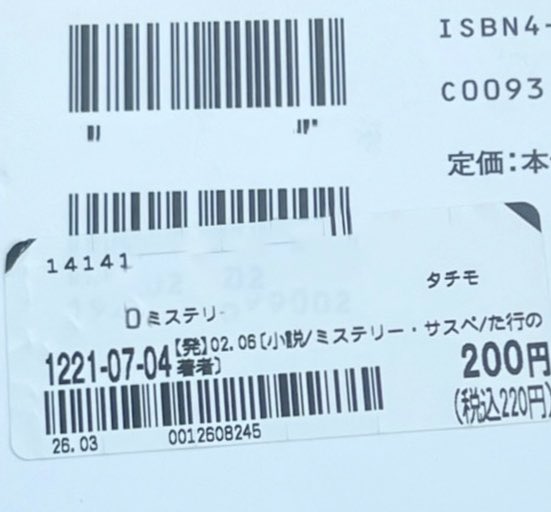 ISBN4-
C0093
定価:本
14141
タチモ
ミステリ
1221-07-04【発】02.06〔小説/ミステリー・サスペ/た行の著者〕
200円
(税込220円)
26.03 0012608245